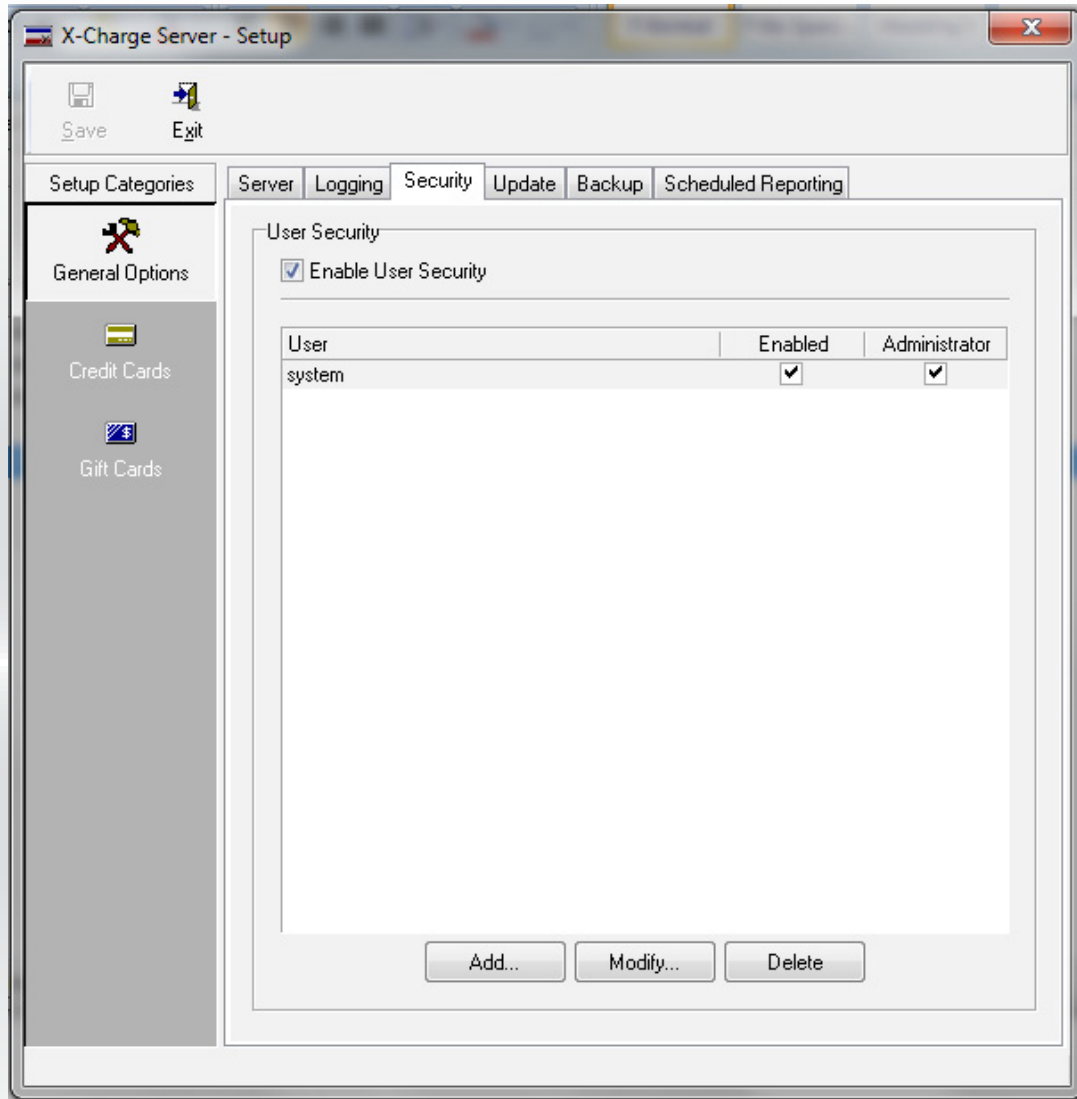 X-Charge Server - Setup
Save Exit
Setup Categories
Server Logging Security Update Backup Scheduled Reporting
General Options
Credit Cards
Gift Cards
User Security
Enable User Security
User Enabled Administrator
system
Add... Modify... Delete